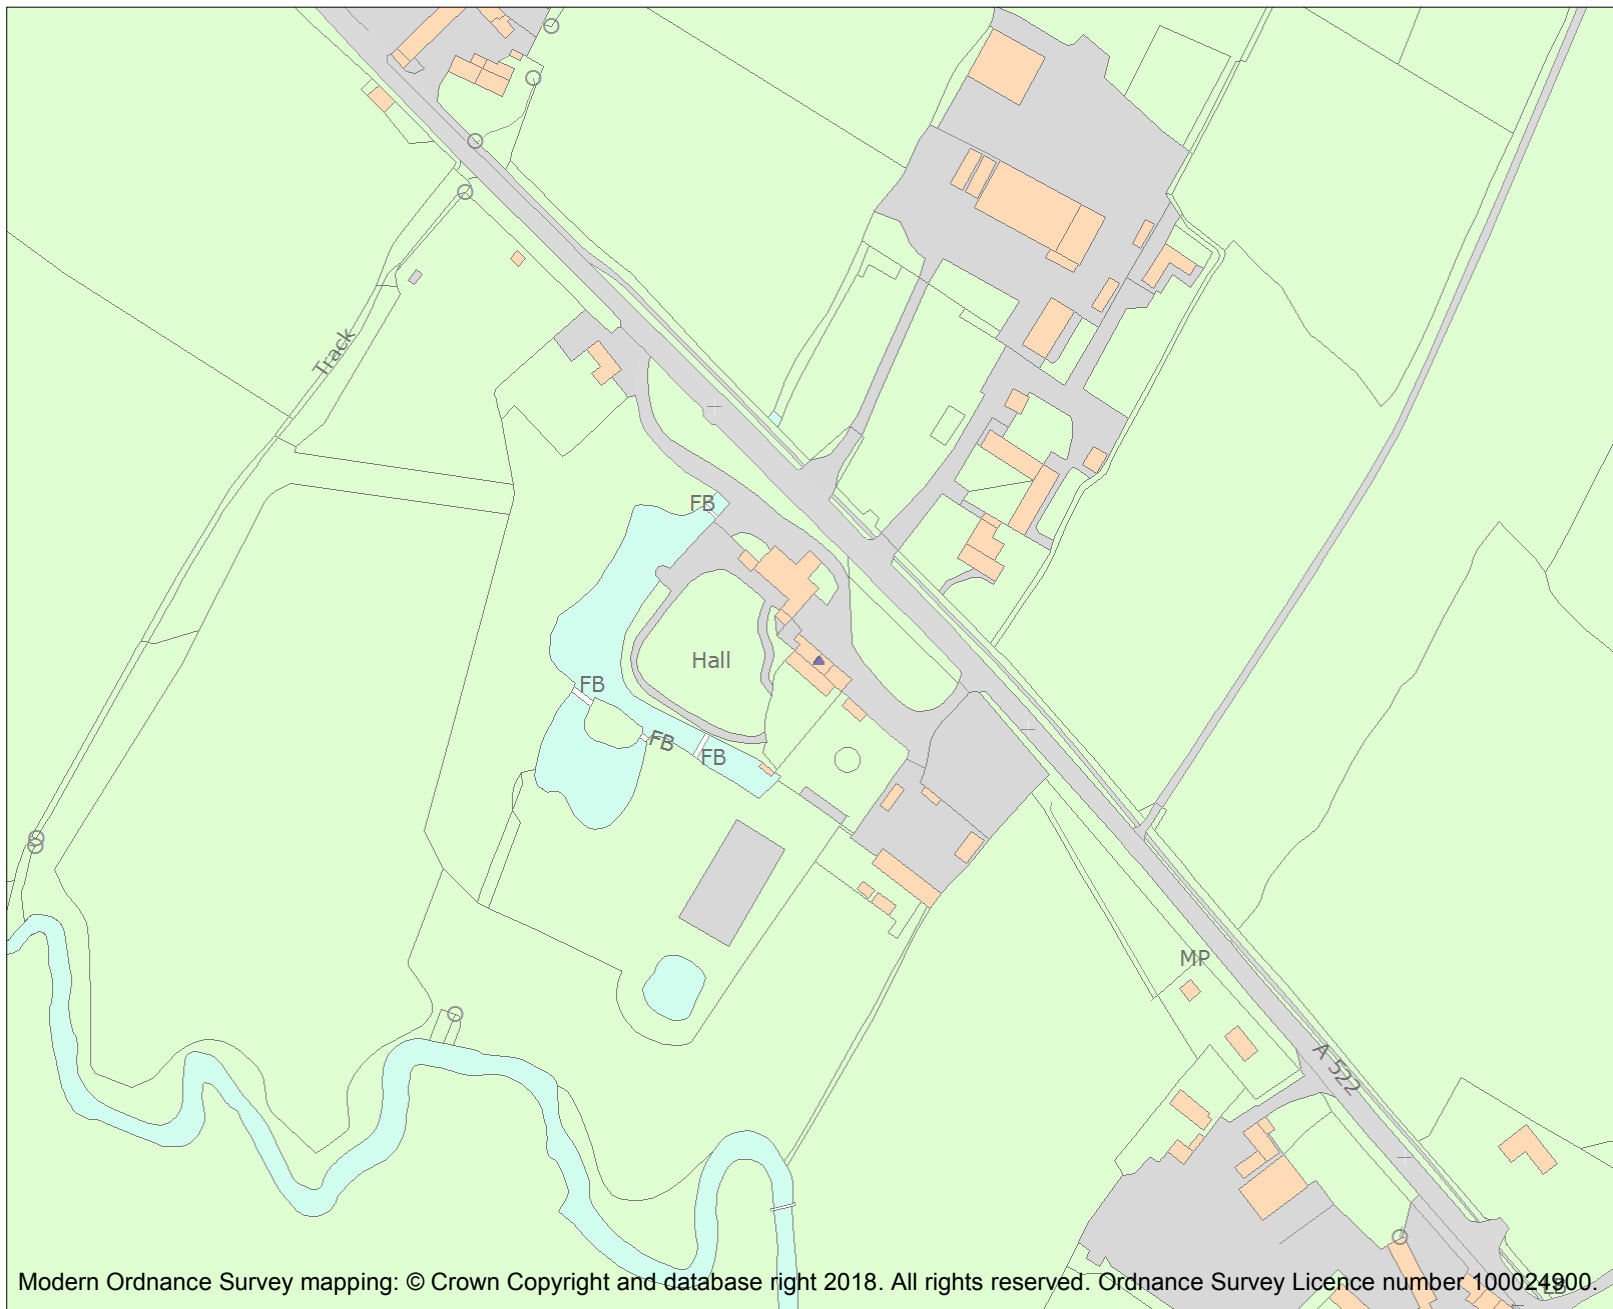 Track
FB
Hall
FB
FB
FB
MP
A 522
LB
Modern Ordnance Survey mapping: © Crown Copyright and database right 2018. All rights reserved. Ordnance Survey Licence number 100024900.